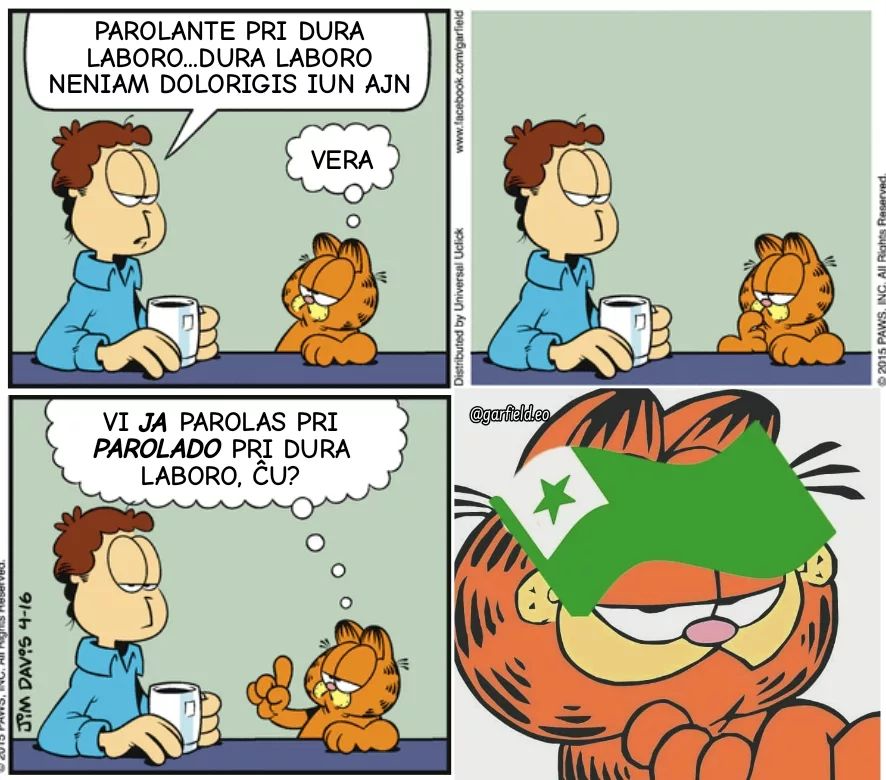 PAROLANTE PRI DURA
LABORO...DURA LABORO
NENIAM DOLORIGIS IUN AJN
VERA
www.facebook.com/garfield
Distributed by Universal Uclick
© 2015 PAWS, INC. All Rights Reserved.
VI JA PAROLAS PRI
PAROLADO PRI DURA
LABORO, ĈU?
© 2015 PAWS, INC. All Rights Reserved.
JIM DAVIS 4-16
@garfield.eo